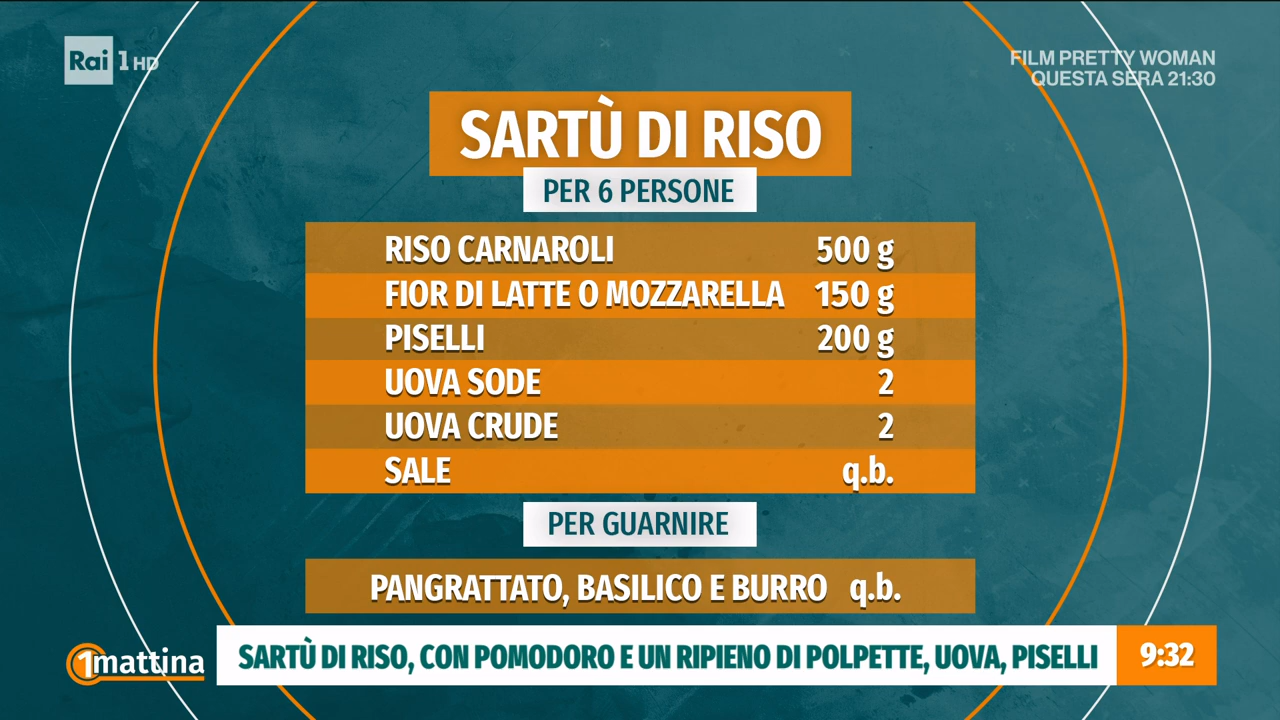 Rai 1 HD
FILM PRETTY WOMAN
QUESTA SERA 21:30
SARTÙ DI RISO
PER 6 PERSONE
RISO CARNAROLI 500 g
FIOR DI LATTE O MOZZARELLA 150 g
PISELLI 200 g
UOVA SODE 2
UOVA CRUDE 2
SALE q.b.
PER GUARNIRE
PANGRATTATO, BASILICO E BURRO q.b.
1mattina
SARTÙ DI RISO, CON POMODORO E UN RIPIENO DI POLPETTE, UOVA, PISELLI
9:32